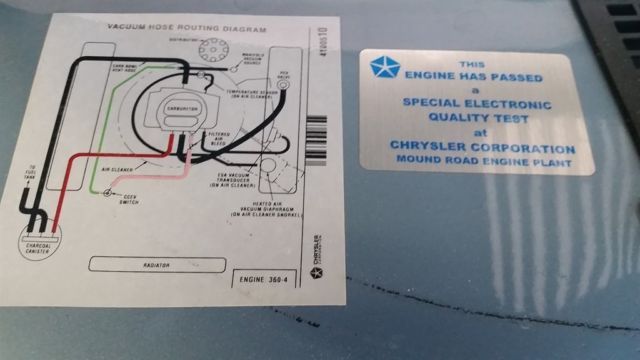 VACUUM HOSE ROUTING DIAGRAM
DISTRIBUTOR
CARB BOWL
VENT HOSE
MANIFOLD
VACUUM
SOURCE
PCV
VALVE
TEMPERATURE SENSOR
(ON AIR CLEANER)
CARBURETOR
FILTERED
AIR
BLEED
AIR CLEANER
ESA VACUUM
TRANSDUCER
(ON AIR CLEANER)
TO
FUEL
TANK
CCEV
SWITCH
HEATED AIR
VACUUM DIAPHRAGM
(ON AIR CLEANER SNORKEL)
CHARCOAL
CANISTER
RADIATOR
ENGINE 360-4
CHRYSLER
THIS
ENGINE HAS PASSED
a
SPECIAL ELECTRONIC
QUALITY TEST
at
CHRYSLER CORPORATION
MOUND ROAD ENGINE PLANT